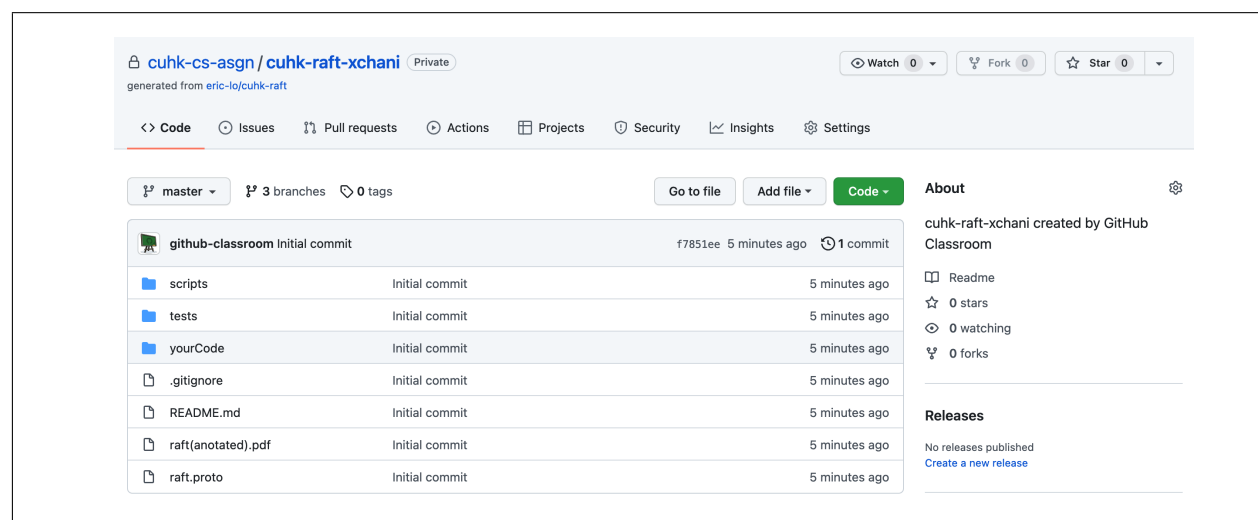 cuhk-cs-asgn / cuhk-raft-xchani Private
Watch 0
Fork 0
Star 0
generated from eric-lo/cuhk-raft
<> Code
Issues
Pull requests
Actions
Projects
Security
Insights
Settings
master
3 branches
0 tags
Go to file
Add file
Code
github-classroom Initial commit
f7851ee 5 minutes ago
1 commit
scripts Initial commit 5 minutes ago
tests Initial commit 5 minutes ago
yourCode Initial commit 5 minutes ago
.gitignore Initial commit 5 minutes ago
README.md Initial commit 5 minutes ago
raft(anotated).pdf Initial commit 5 minutes ago
raft.proto Initial commit 5 minutes ago
About
cuhk-raft-xchani created by GitHub
Classroom
Readme
0 stars
0 watching
0 forks
Releases
No releases published
Create a new release